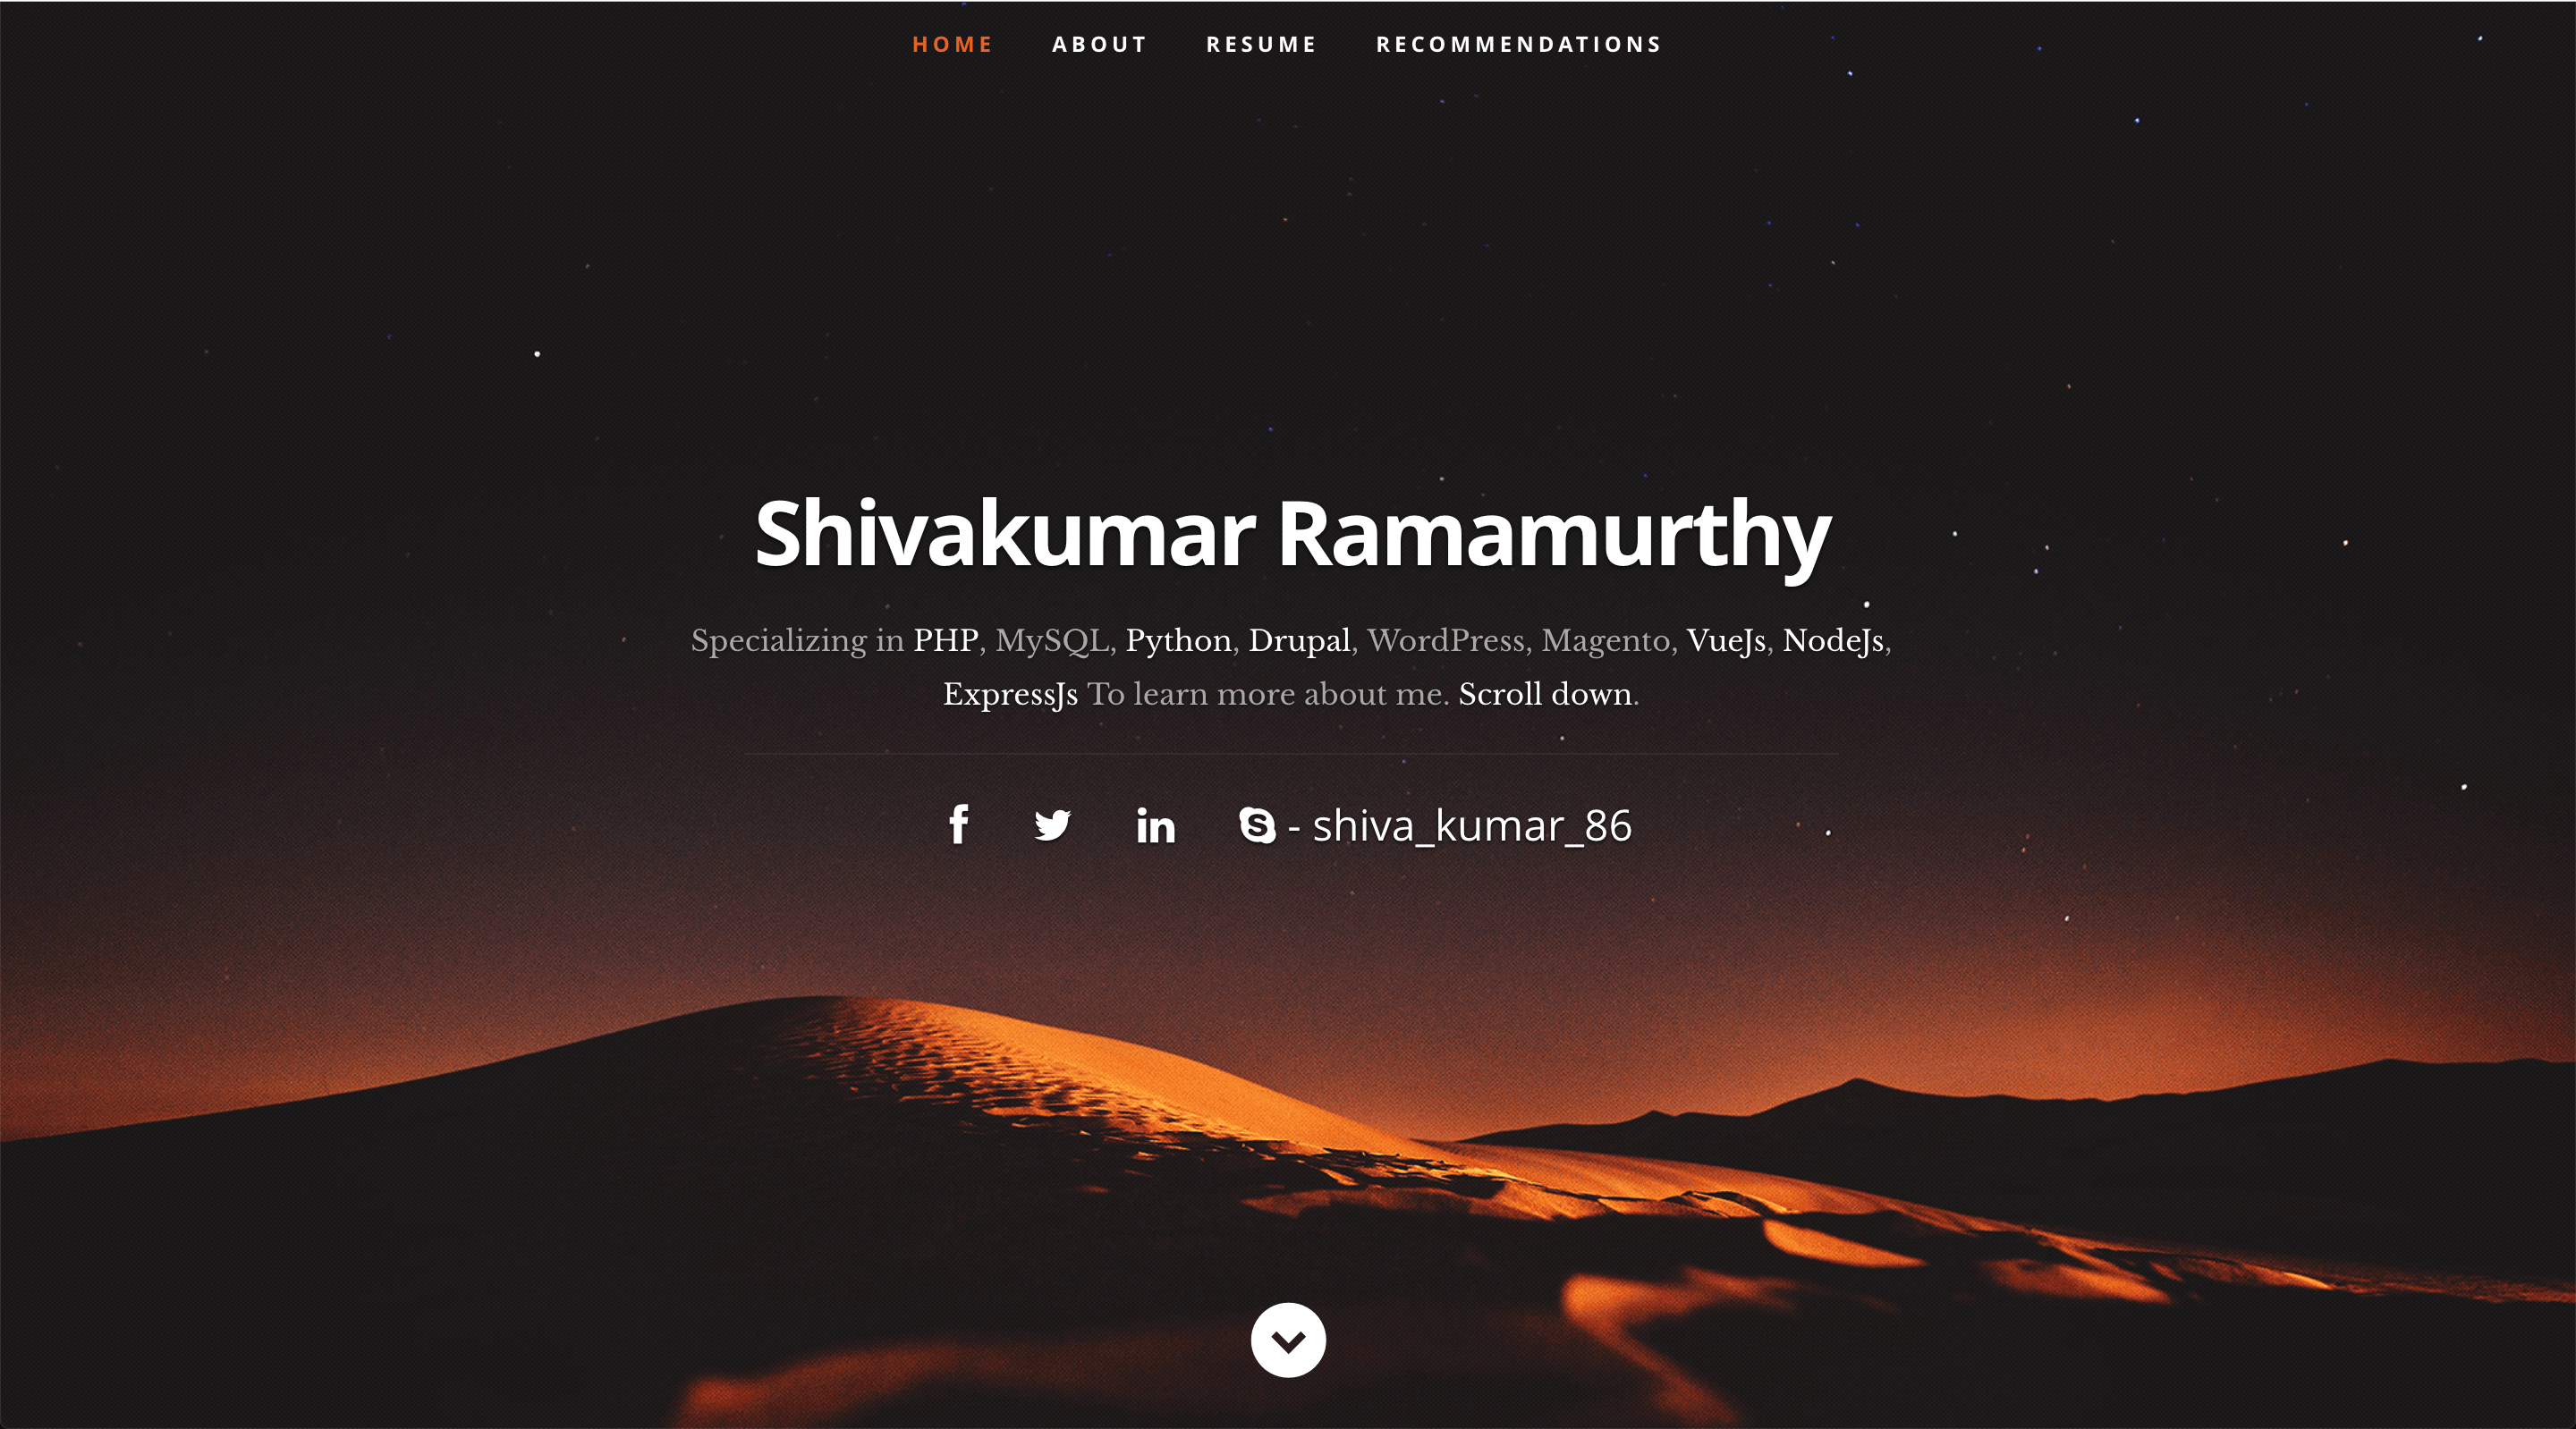 HOME ABOUT RESUME RECOMMENDATIONS
Shivakumar Ramamurthy
Specializing in PHP, MySQL, Python, Drupal, WordPress, Magento, VueJs, NodeJs,
ExpressJs To learn more about me. Scroll down.
- shiva_kumar_86